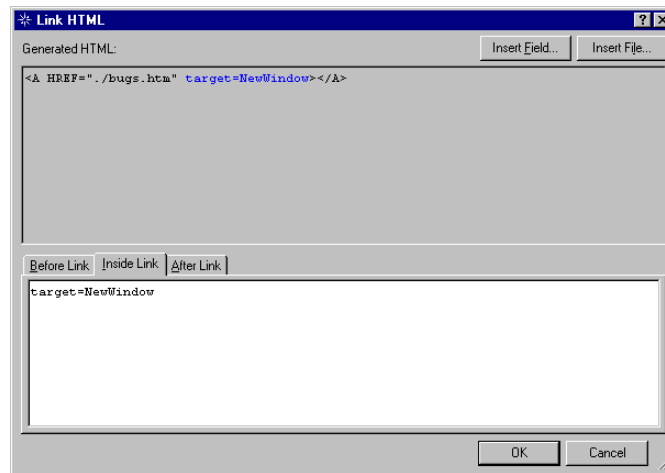 Link HTML
Generated HTML:
Insert Field...
Insert File...
<A HREF="./bugs.htm" target=NewWindow></A>
Before Link
Inside Link
After Link
target=NewWindow
OK
Cancel